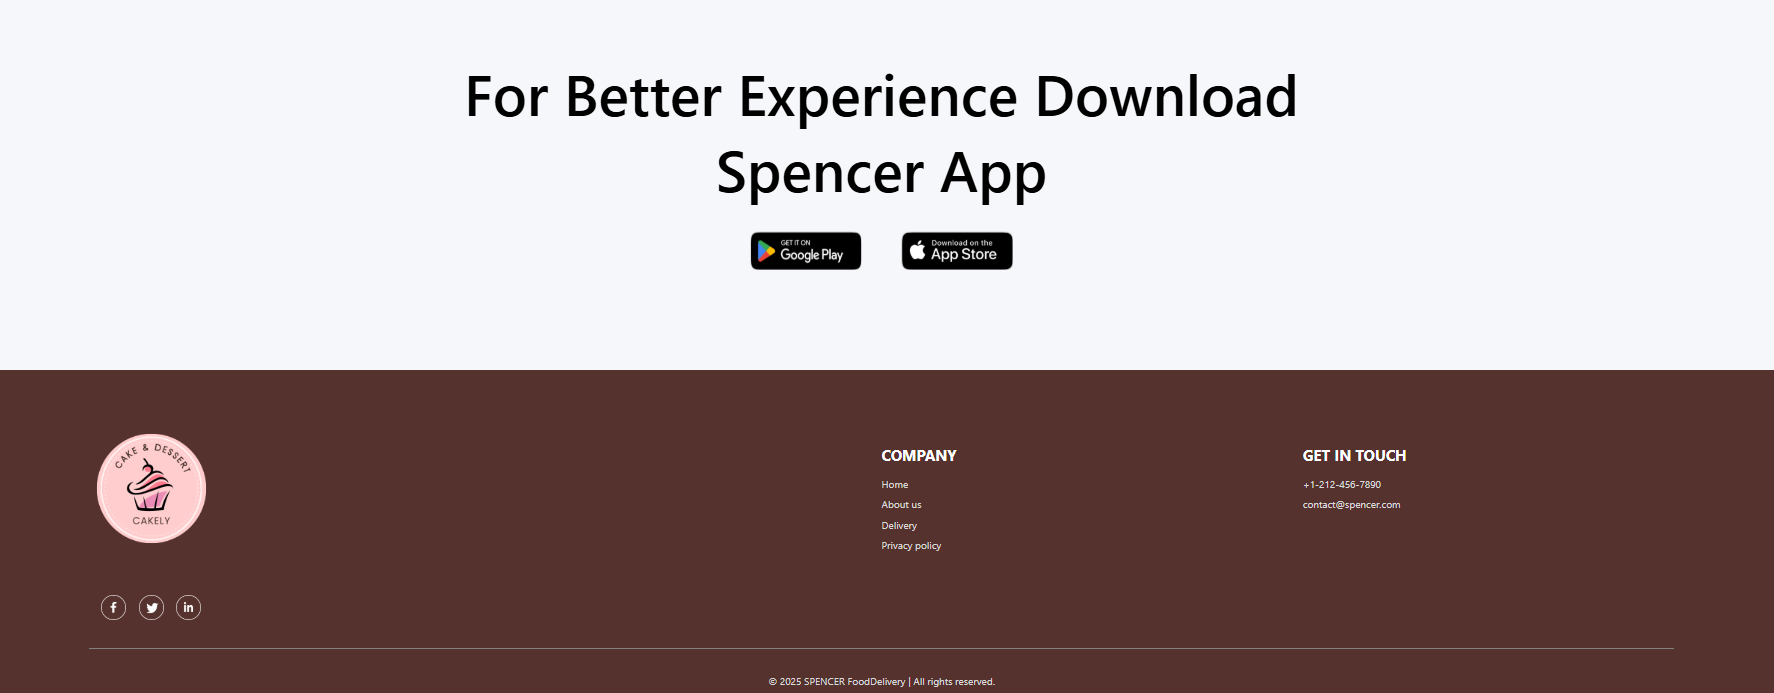 For Better Experience Download
Spencer App
GET IT ON
Google Play
Download on the
App Store
CAKE & DESSERT
CAKELY
COMPANY
Home
About us
Delivery
Privacy policy
GET IN TOUCH
+1-212-456-7890
contact@spencer.com
© 2025 SPENCER FoodDelivery | All rights reserved.